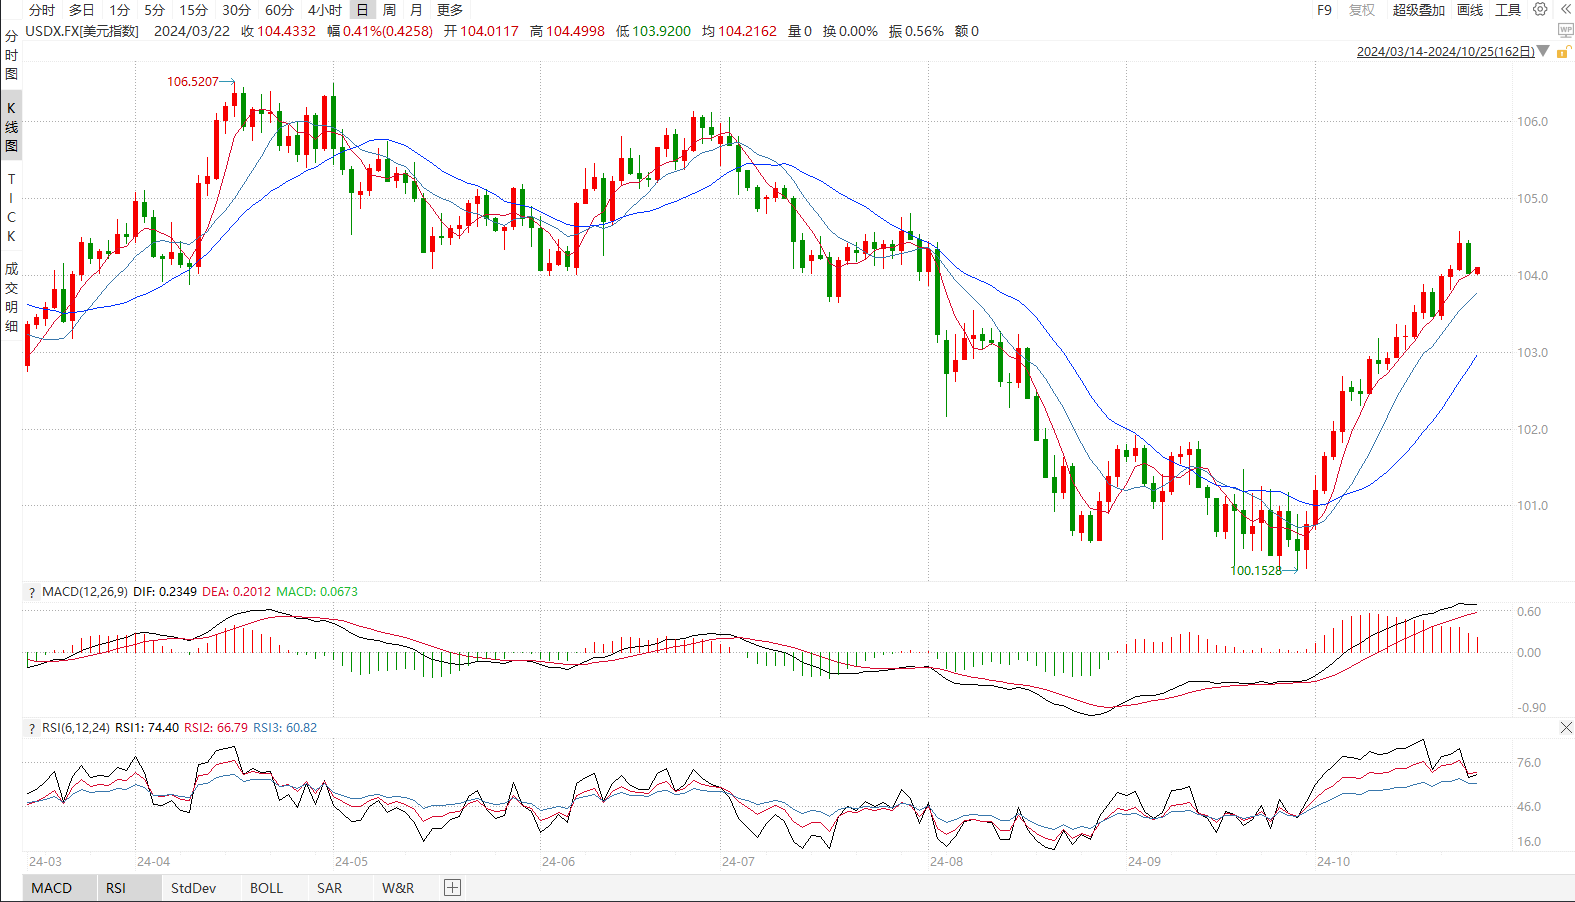 分时 多日 1分 5分 15分 30分 60分 4小时 日 周 月 更多 F9 复权 超级叠加 画线 工具
USDX.FX[美元指数] 2024/03/22 收 104.4332 幅 0.41%(0.4258) 开 104.0117 高 104.4998 低 103.9200 均 104.2162 量 0 换 0.00% 振 0.56% 额 0
WP
2024/03/14-2024/10/25(162日)
分时图
K线图
TICK
成交明细
106.5207
106.0
105.0
104.0
103.0
102.0
101.0
100.1528
? MACD(12,26,9) DIF: 0.2349 DEA: 0.2012 MACD: 0.0673
0.60
0.00
-0.90
? RSI(6,12,24) RSI1: 74.40 RSI2: 66.79 RSI3: 60.82
76.0
46.0
16.0
24-03 24-04 24-05 24-06 24-07 24-08 24-09 24-10
MACD RSI StdDev BOLL SAR W&R